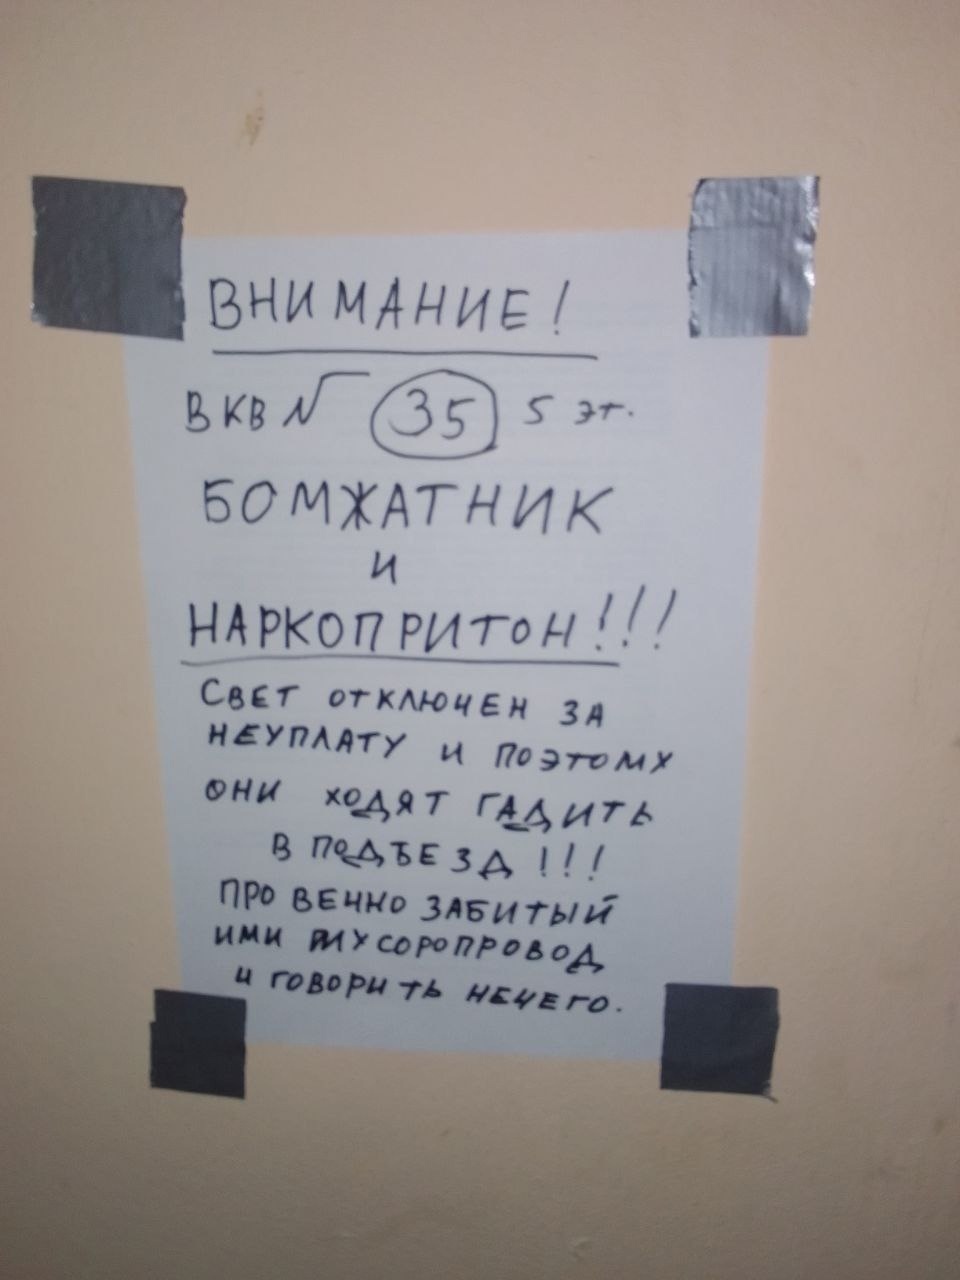 ВНИМАНИЕ!
В КВ № 35 5 эт.
БОМЖАТНИК
И
НАРКОПРИТОН!!!
СВЕТ ОТКЛЮЧЕН ЗА
НЕУПЛАТУ И ПОЭТОМУ
ОНИ ХОДЯТ ГАДИТЬ
В ПОДЪЕЗД!!!
ПРО ВЕЧНО ЗАБИТЫЙ
ИМИ МУСОРОПРОВОД
И ГОВОРИТЬ НЕЧЕГО.